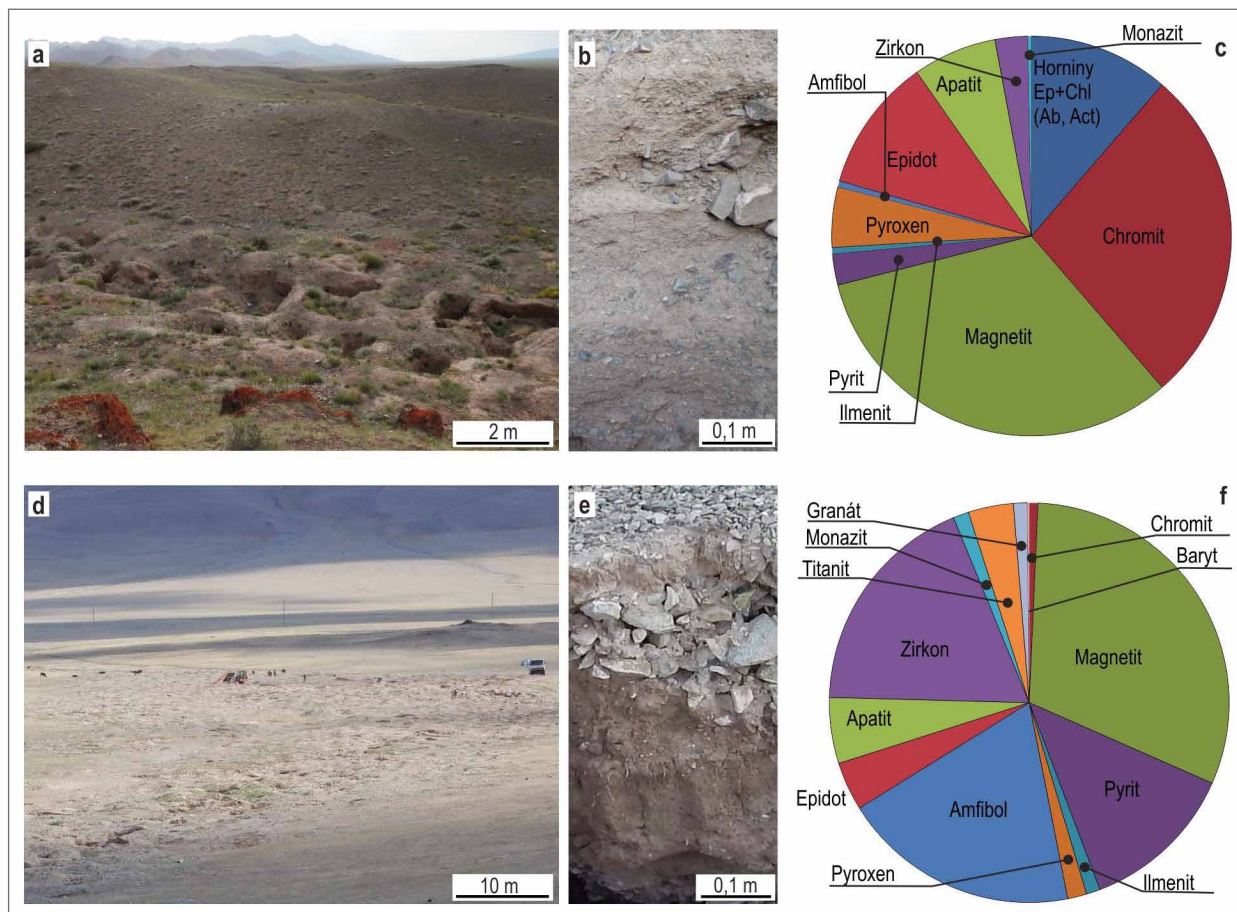 a
2 m
b
0,1 m
c
Monazit
Zirkon
Horniny
Ep+Chl
(Ab, Act)
Apatit
Amfibol
Epidot
Chromit
Pyroxen
Magnetit
Pyrit
Ilmenit
d
10 m
e
0,1 m
f
Granát
Chromit
Monazit
Baryt
Titanit
Zirkon
Magnetit
Apatit
Pyrit
Epidot
Amfibol
Pyroxen
Ilmenit